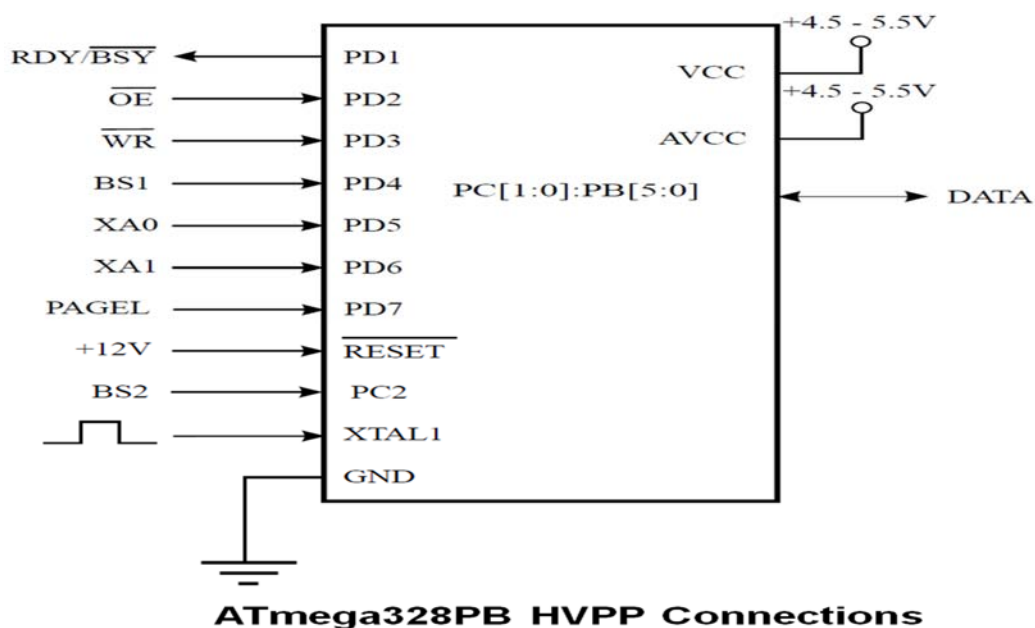 RDY/BSY
OE
WR
BS1
XA0
XA1
PAGEL
+12V
BS2
PD1
PD2
PD3
PD4
PD5
PD6
PD7
RESET
PC2
XTAL1
GND
PC[1:0]:PB[5:0]
+4.5 - 5.5V
VCC
+4.5 - 5.5V
AVCC
DATA
ATmega328PB HVPP Connections